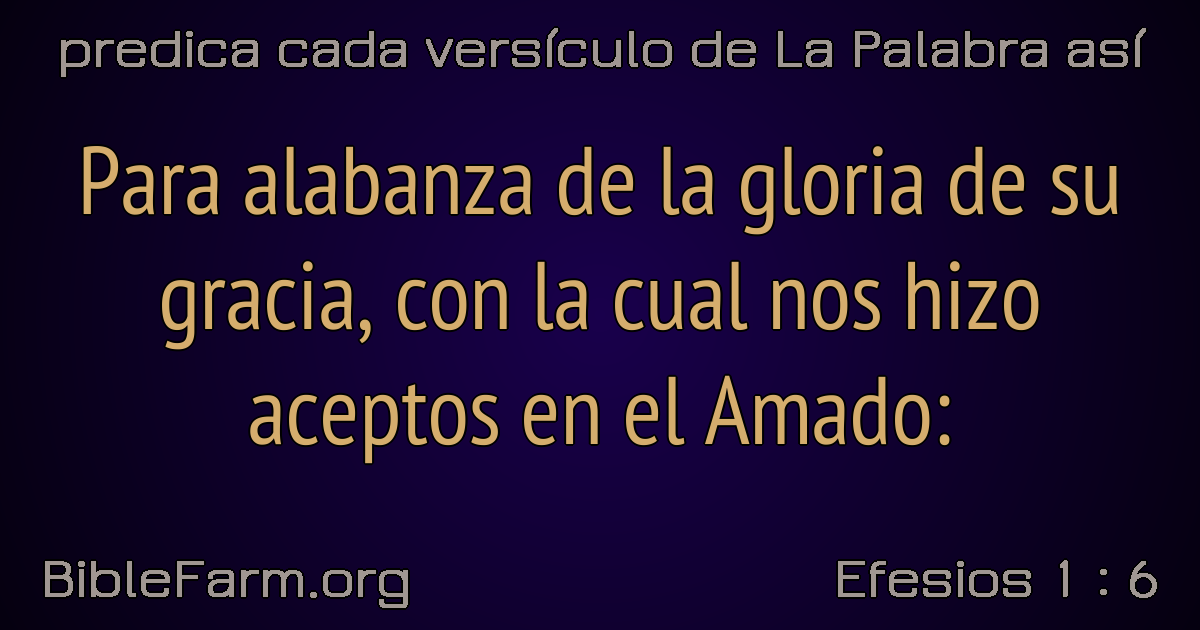 predica cada versículo de La Palabra así
Para alabanza de la gloria de su
gracia, con la cual nos hizo
aceptos en el Amado:
BibleFarm.org
Efesios 1 : 6